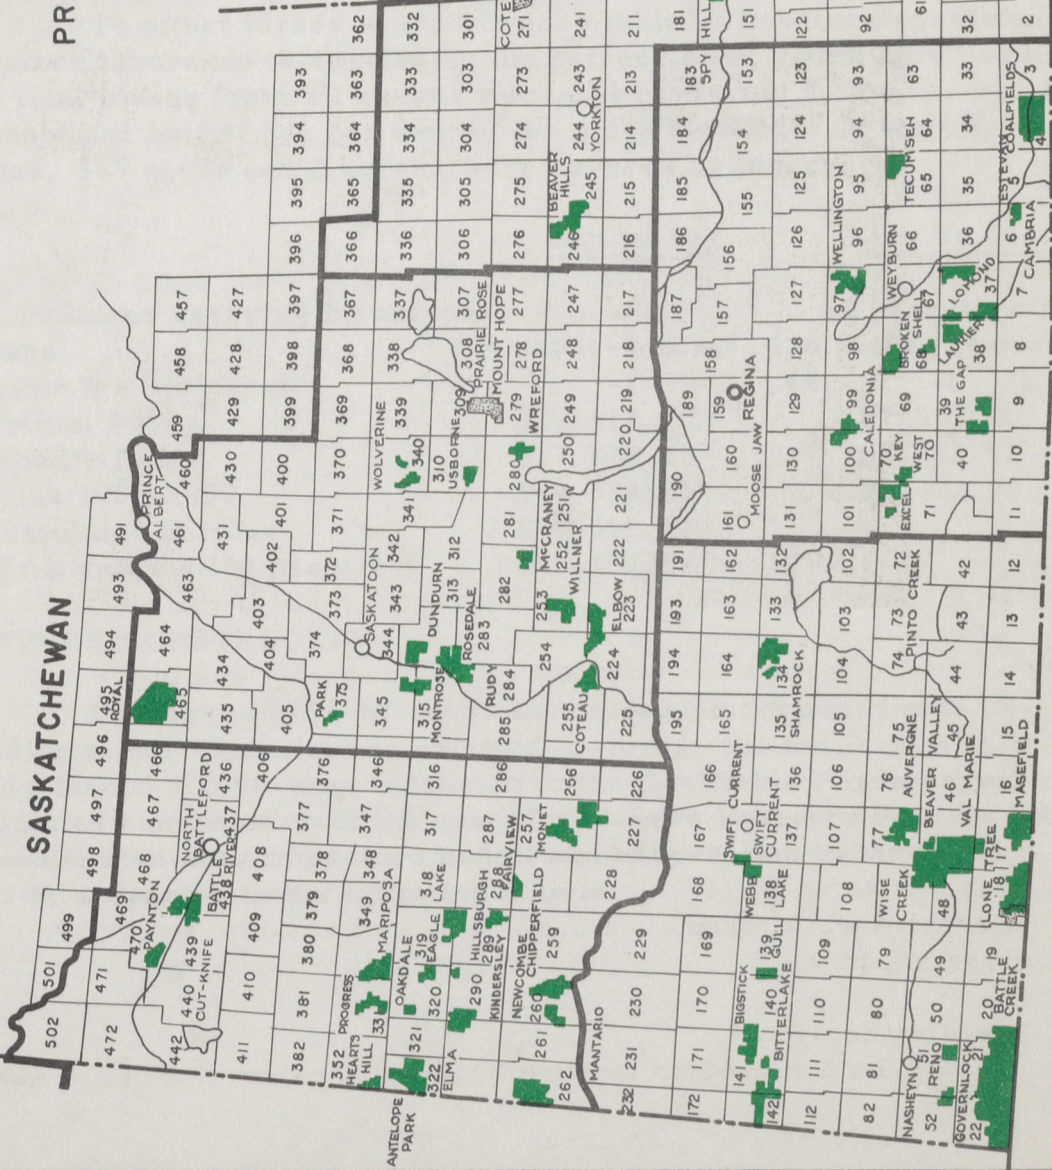 SASKATCHEWAN
PR
502 501 499 498 497 496 495 494 493 491
ROYAL
472 471 470 469 468 467 466 465 464 463 461 460 459 458 457
PAYNTON
PRINCE
ALBERT
442 440 439 438 437 436 435 434 431 430 429 428 427
CUT-KNIFE
BATTLE RIVER
NORTH
BATTLEFORD
411 410 409 408 406 405 404 403 402 401 400 399 398 397 396 395 394 393
382 381 380 379 378 377 376 375 374 373 372 371 370 369 368 367 366 365 364 363 362
PARK
SASKATOON
352 349 348 347 346 345 344 343 342 341 340 339 338 337 336 335 334 333 332
HEARTS
HILL
PROGRESS
331
MARIPOSA
WOLVERINE
ANTELOPE
PARK
322 321 320 319 318 317 316 315 313 312 310 309 308 307 306 305 304 303 301
ELMA
OAKDALE
EAGLE
LAKE
MONTROSE
DUNDURN
ROSEDALE
USBORNE
PRAIRIE ROSE
MOUNT HOPE
290 289 288 287 286 285 284 283 282 281 280 279 278 277 276 275 274 273 271
KINDERSLEY
HILLSBURGH
FAIRVIEW
RUDY
WREFORD
COTE
262 261 260 259 257 256 255 254 253 252 251 250 249 248 247 246 245 244 243 241
NEWCOMBE
CHIPPERFIELD
MONET
COTEAU
WILLNER
McCRANEY
BEAVER
HILLS
YORKTON
MANTARIO
232 231 230 229 228 227 226 225 224 223 222 221 220 219 218 217 216 215 214 213 211
ELBOW
172 171 170 169 168 167 166 165 164 163 162 161 160 159 158 157 156 155 154 153 151
195 194 193 191 190 189 187 186 185 184 183 181
SPY
HILL
MOOSE JAW
REGINA
142 141 140 139 138 137 136 135 134 133 132 131 130 129 128 127 126 125 124 123 122
BIGSTICK
BITTERLAKE
GULL
LAKE
WEBB
SWIFT CURRENT
SWIFT
CURRENT
SHAMROCK
112 111 110 109 108 107 106 105 104 103 102 101 100 99 98 97 96 95 94 93 92
CALEDONIA
WELLINGTON
82 81 80 79 77 76 75 74 73 72 71 70 70 69 68 67 66 65 64 63 61
WISE
CREEK
AUVERGNE
PINTO CREEK
EXCEL
KEY
WEST
BROKEN
SHELL
WEYBURN
TECUMSEH
NASHEYN
52 51 50 49 48 46 45 44 43 42 40 39 38 37 36 35 34 33 32
RENO
BEAVER
VALLEY
VAL MARIE
THE GAP
LAURIER
LOMOND
GOVERNLOCK
22 21 20 19 18 17 16 15 14 13 12 11 10 9 8 7 6 5 4 3 2
BATTLE
CREEK
LONE TREE
MASEFIELD
CAMBRIA
ESTEVAN
COALFIELDS